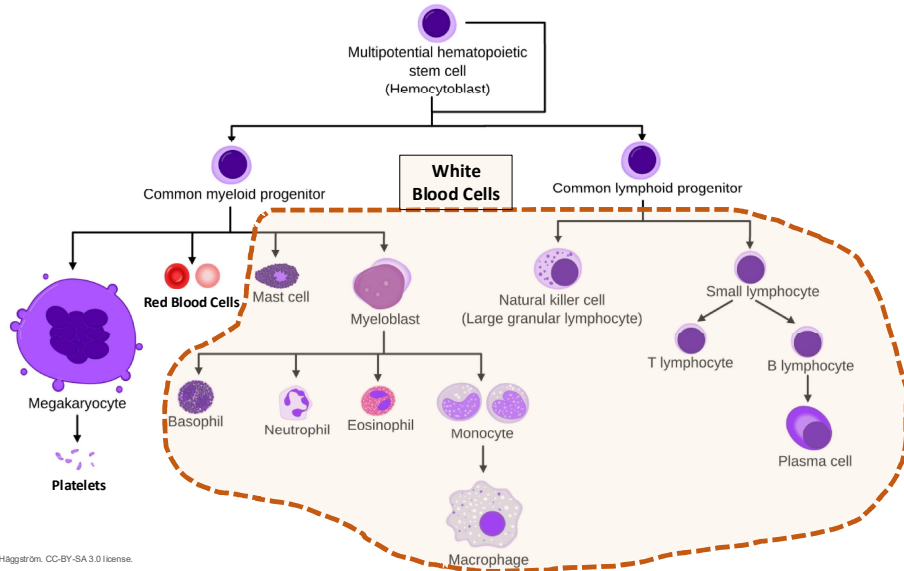 Multipotential hematopoietic
stem cell
(Hemocytoblast)
Common myeloid progenitor
White
Blood Cells
Common lymphoid progenitor
Red Blood Cells
Mast cell
Myeloblast
Natural killer cell
(Large granular lymphocyte)
Small lymphocyte
T lymphocyte
B lymphocyte
Megakaryocyte
Basophil
Neutrophil
Eosinophil
Monocyte
Plasma cell
Platelets
Macrophage
Häggström. CC-BY-SA 3.0 license.